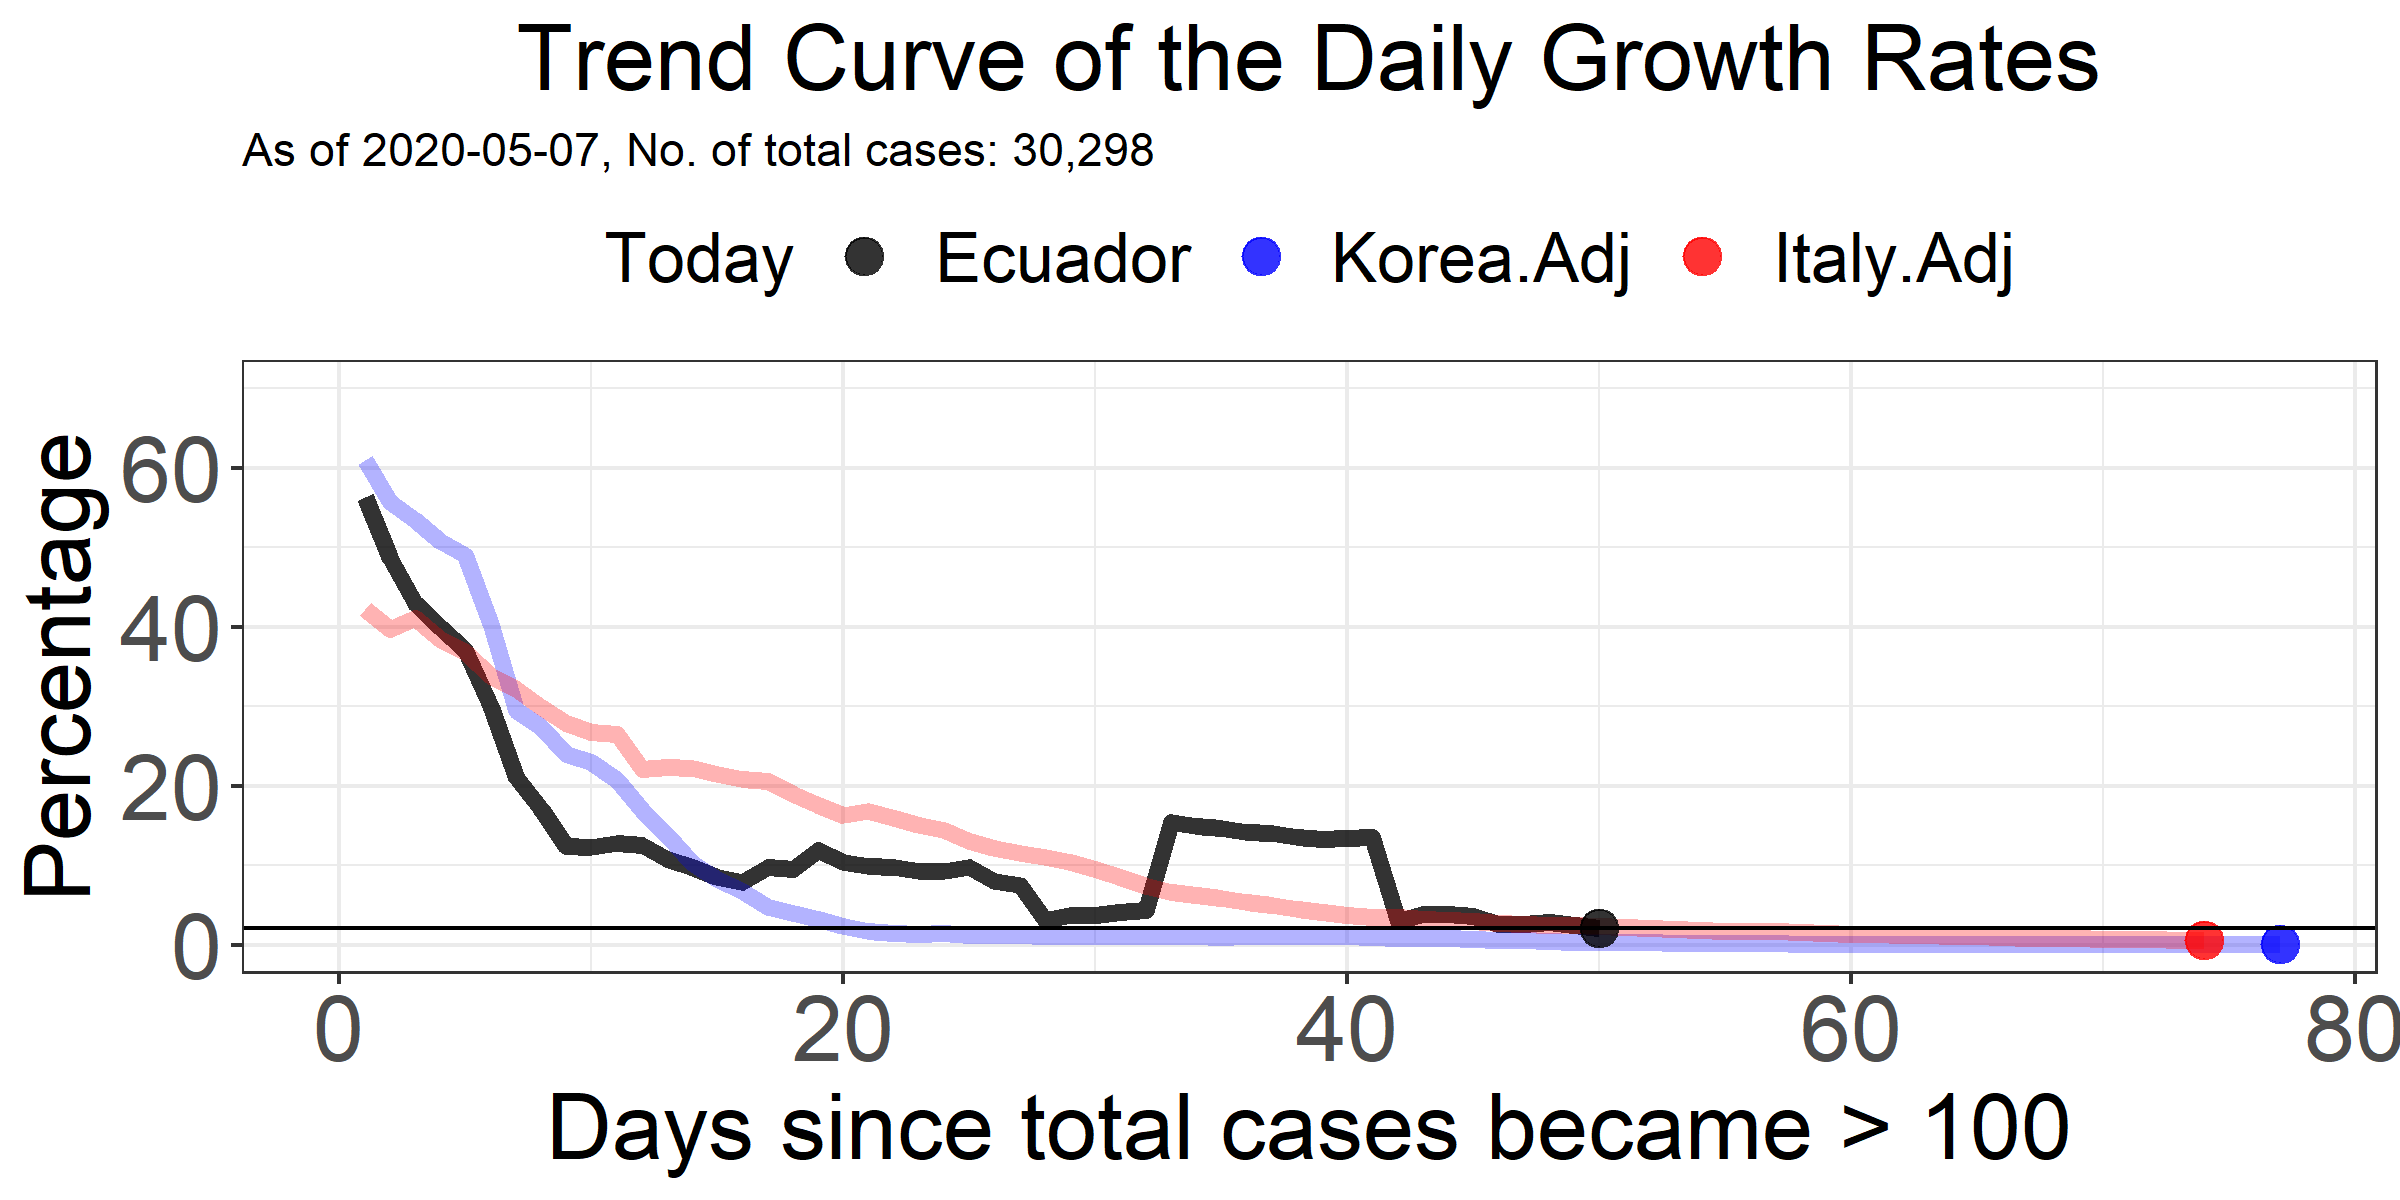 Trend Curve of the Daily Growth Rates
As of 2020-05-07, No. of total cases: 30,298
Today Ecuador Korea.Adj Italy.Adj
Percentage
60
40
20
0
0 20 40 60 80
Days since total cases became > 100